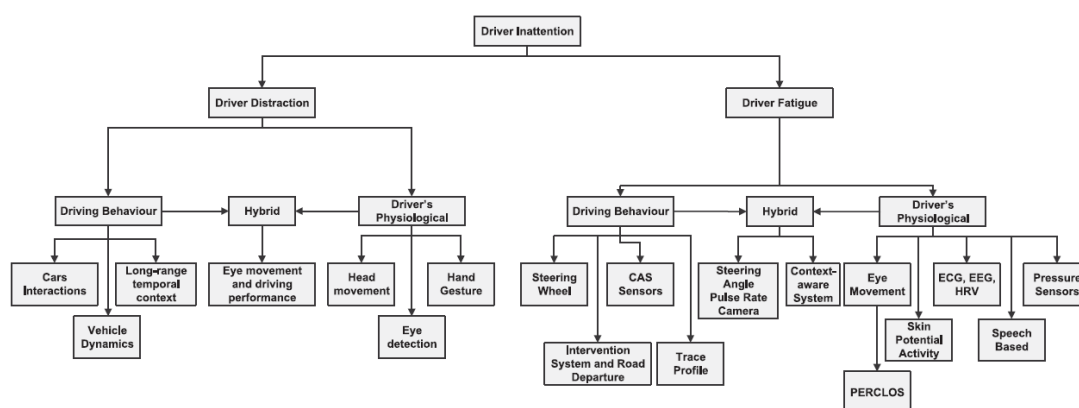 Driver Inattention
Driver Distraction
Driver Fatigue
Driving Behaviour
Hybrid
Driver's
Physiological
Driving Behaviour
Hybrid
Driver's
Physiological
Cars
Interactions
Long-range
temporal
context
Eye movement
and driving
performance
Head
movement
Hand
Gesture
Steering
Wheel
CAS
Sensors
Steering
Angle
Pulse Rate
Camera
Context-
aware
System
Eye
Movement
ECG, EEG,
HRV
Pressure
Sensors
Vehicle
Dynamics
Eye
detection
Intervention
System and Road
Departure
Trace
Profile
Skin
Potential
Activity
Speech
Based
PERCLOS